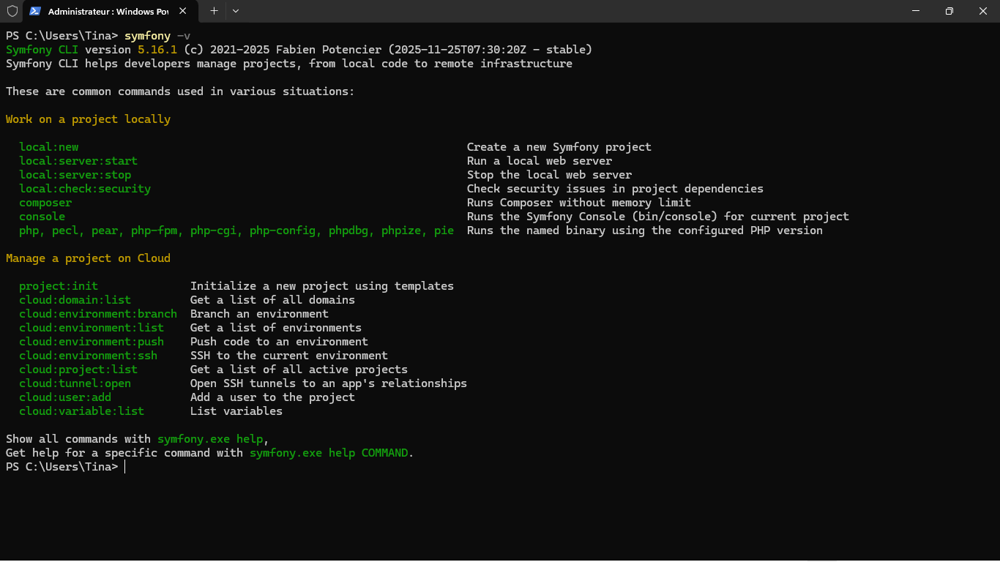 Administrateur : Windows Pow
PS C:\Users\Tina> symfony -v
Symfony CLI version 5.16.1 (c) 2021-2025 Fabien Potencier (2025-11-25T07:30:20Z - stable)
Symfony CLI helps developers manage projects, from local code to remote infrastructure
These are common commands used in various situations:
Work on a project locally
local:new Create a new Symfony project
local:server:start Run a local web server
local:server:stop Stop the local web server
local:check:security Check security issues in project dependencies
composer Runs Composer without memory limit
console Runs the Symfony Console (bin/console) for current project
php, pecl, pear, php-fpm, php-cgi, php-config, phpdbg, phpize, pie Runs the named binary using the configured PHP version
Manage a project on Cloud
project:init Initialize a new project using templates
cloud:domain:list Get a list of all domains
cloud:environment:branch Branch an environment
cloud:environment:list Get a list of environments
cloud:environment:push Push code to an environment
cloud:environment:ssh SSH to the current environment
cloud:project:list Get a list of all active projects
cloud:tunnel:open Open SSH tunnels to an app's relationships
cloud:user:add Add a user to the project
cloud:variable:list List variables
Show all commands with symfony.exe help,
Get help for a specific command with symfony.exe help COMMAND.
PS C:\Users\Tina>